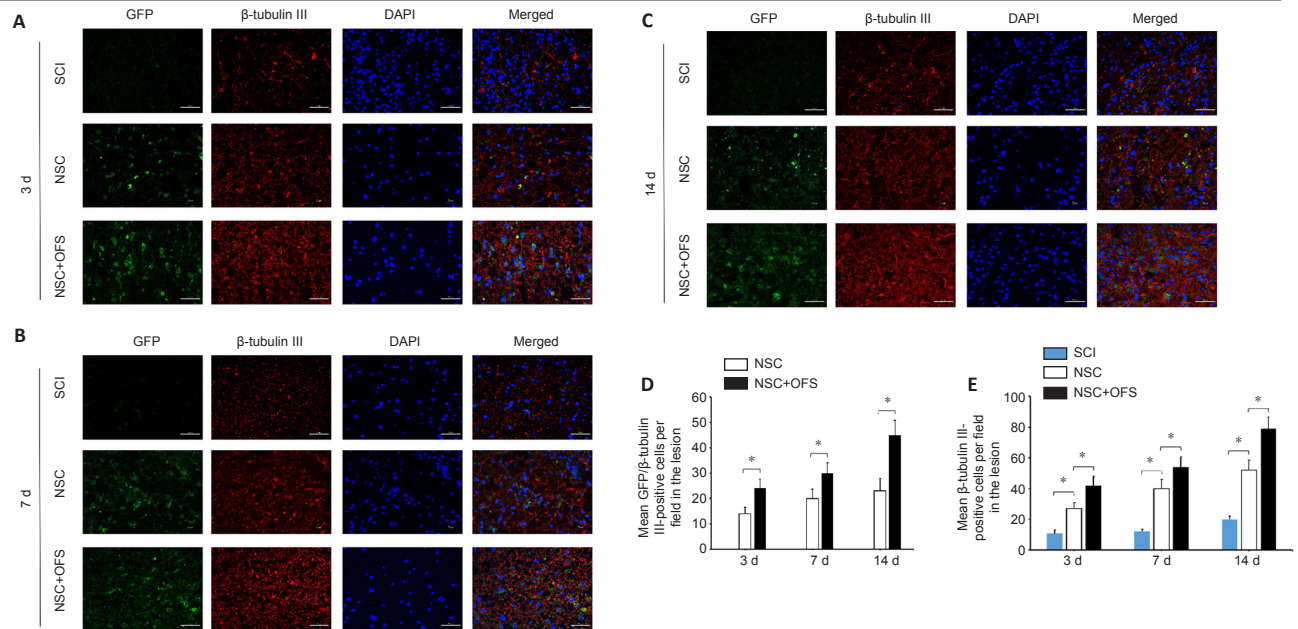 A
GFP
β-tubulin III
DAPI
Merged
3 d
SCI
NSC
NSC+OFS
B
GFP
β-tubulin III
DAPI
Merged
7 d
SCI
NSC
NSC+OFS
C
GFP
β-tubulin III
DAPI
Merged
14 d
SCI
NSC
NSC+OFS
D
NSC
NSC+OFS
Mean GFP/β-tubulin
III-positive cells per
field in the lesion
60
50
40
30
20
10
0
*
*
*
3 d
7 d
14 d
E
SCI
NSC
NSC+OFS
Mean β-tubulin III-
positive cells per field
in the lesion
100
80
60
40
20
0
*
*
*
*
*
*
3 d
7 d
14 d